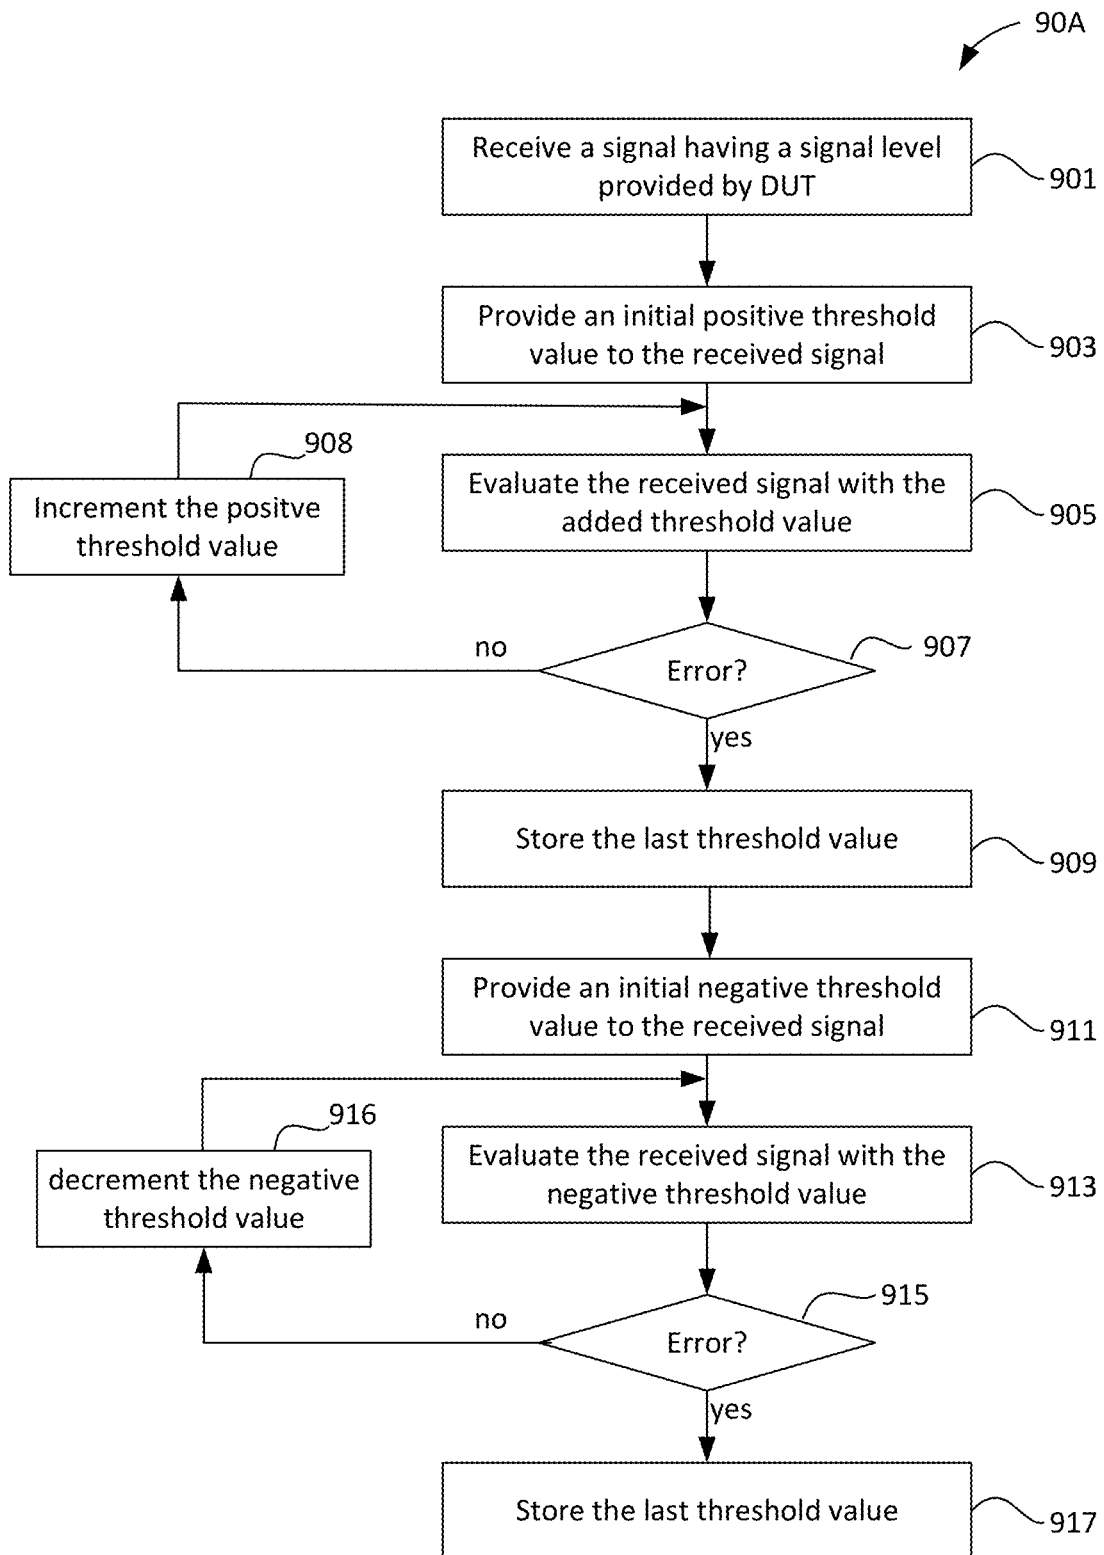 90A
Receive a signal having a signal level
provided by DUT
901
Provide an initial positive threshold
value to the received signal
903
908
Increment the positve
threshold value
Evaluate the received signal with the
added threshold value
905
no
Error?
907
yes
Store the last threshold value
909
Provide an initial negative threshold
value to the received signal
911
916
decrement the negative
threshold value
Evaluate the received signal with the
negative threshold value
913
no
Error?
915
yes
Store the last threshold value
917